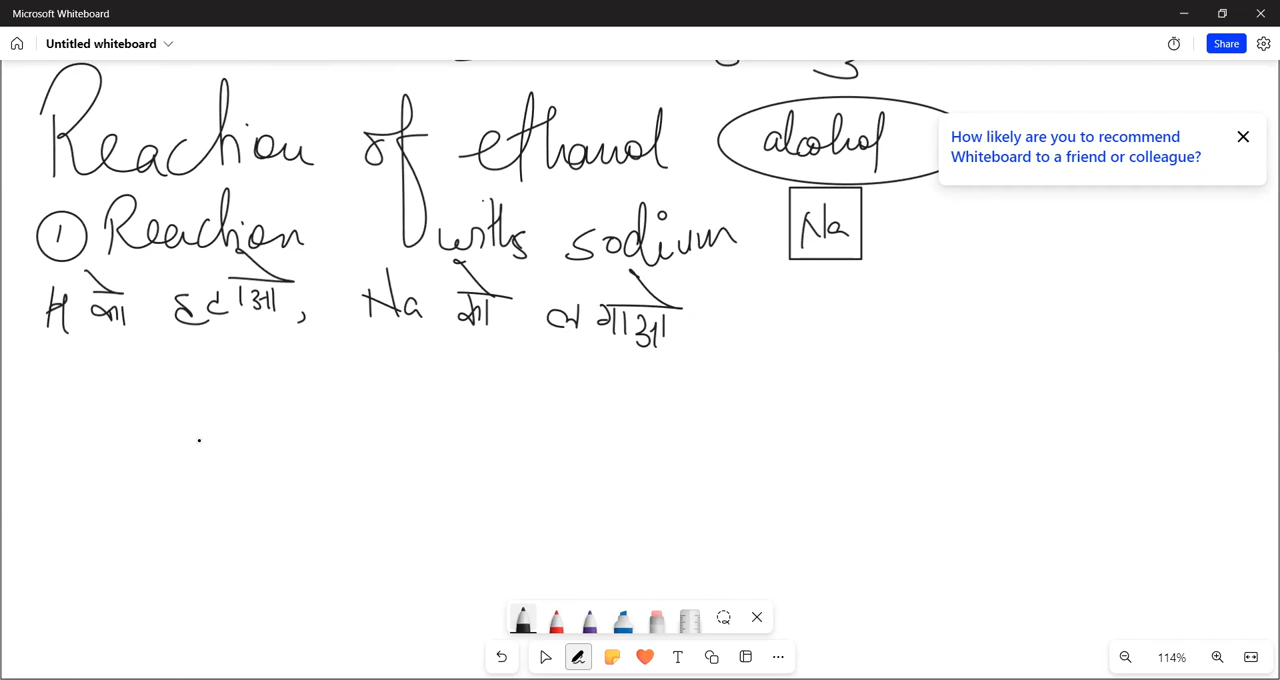 Microsoft Whiteboard
Untitled whiteboard
Share
How likely are you to recommend
Whiteboard to a friend or colleague?
Reaction of ethanol alcohol
① Reaction with sodium Na
H को हटाओ, Na को लगाओ
T
114%